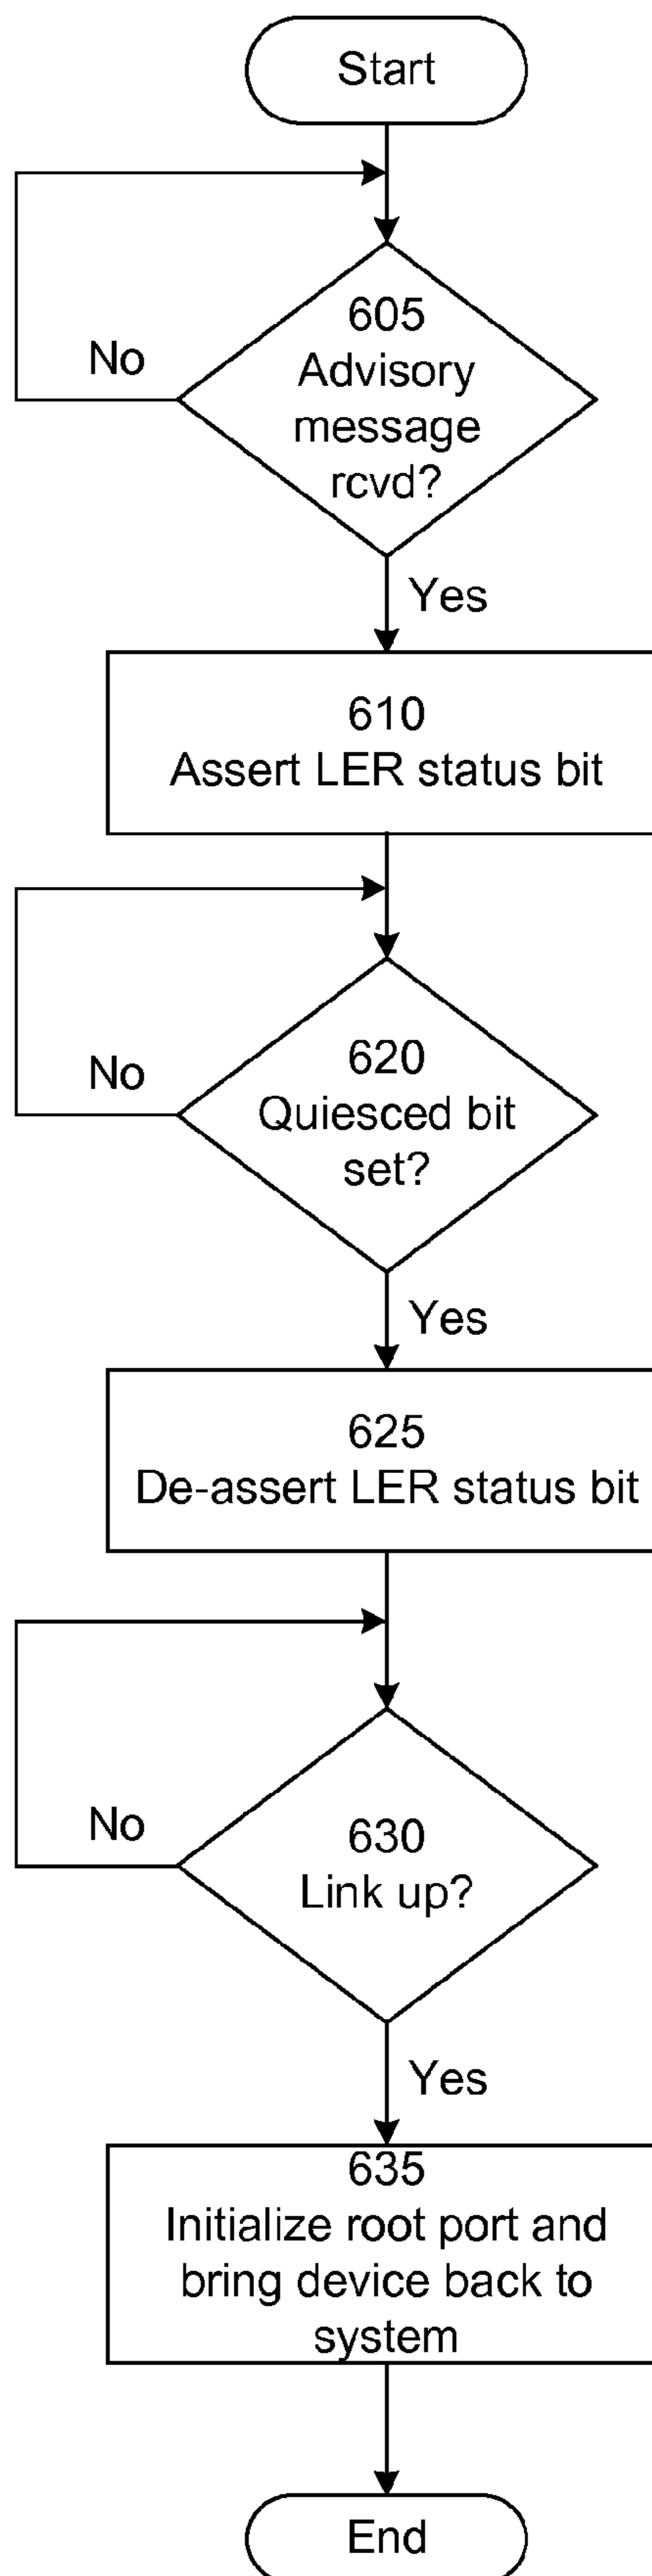 Start
605
Advisory
message
rcvd?
No
Yes
610
Assert LER status bit
620
Quiesced bit
set?
No
Yes
625
De-assert LER status bit
630
Link up?
No
Yes
635
Initialize root port and
bring device back to
system
End